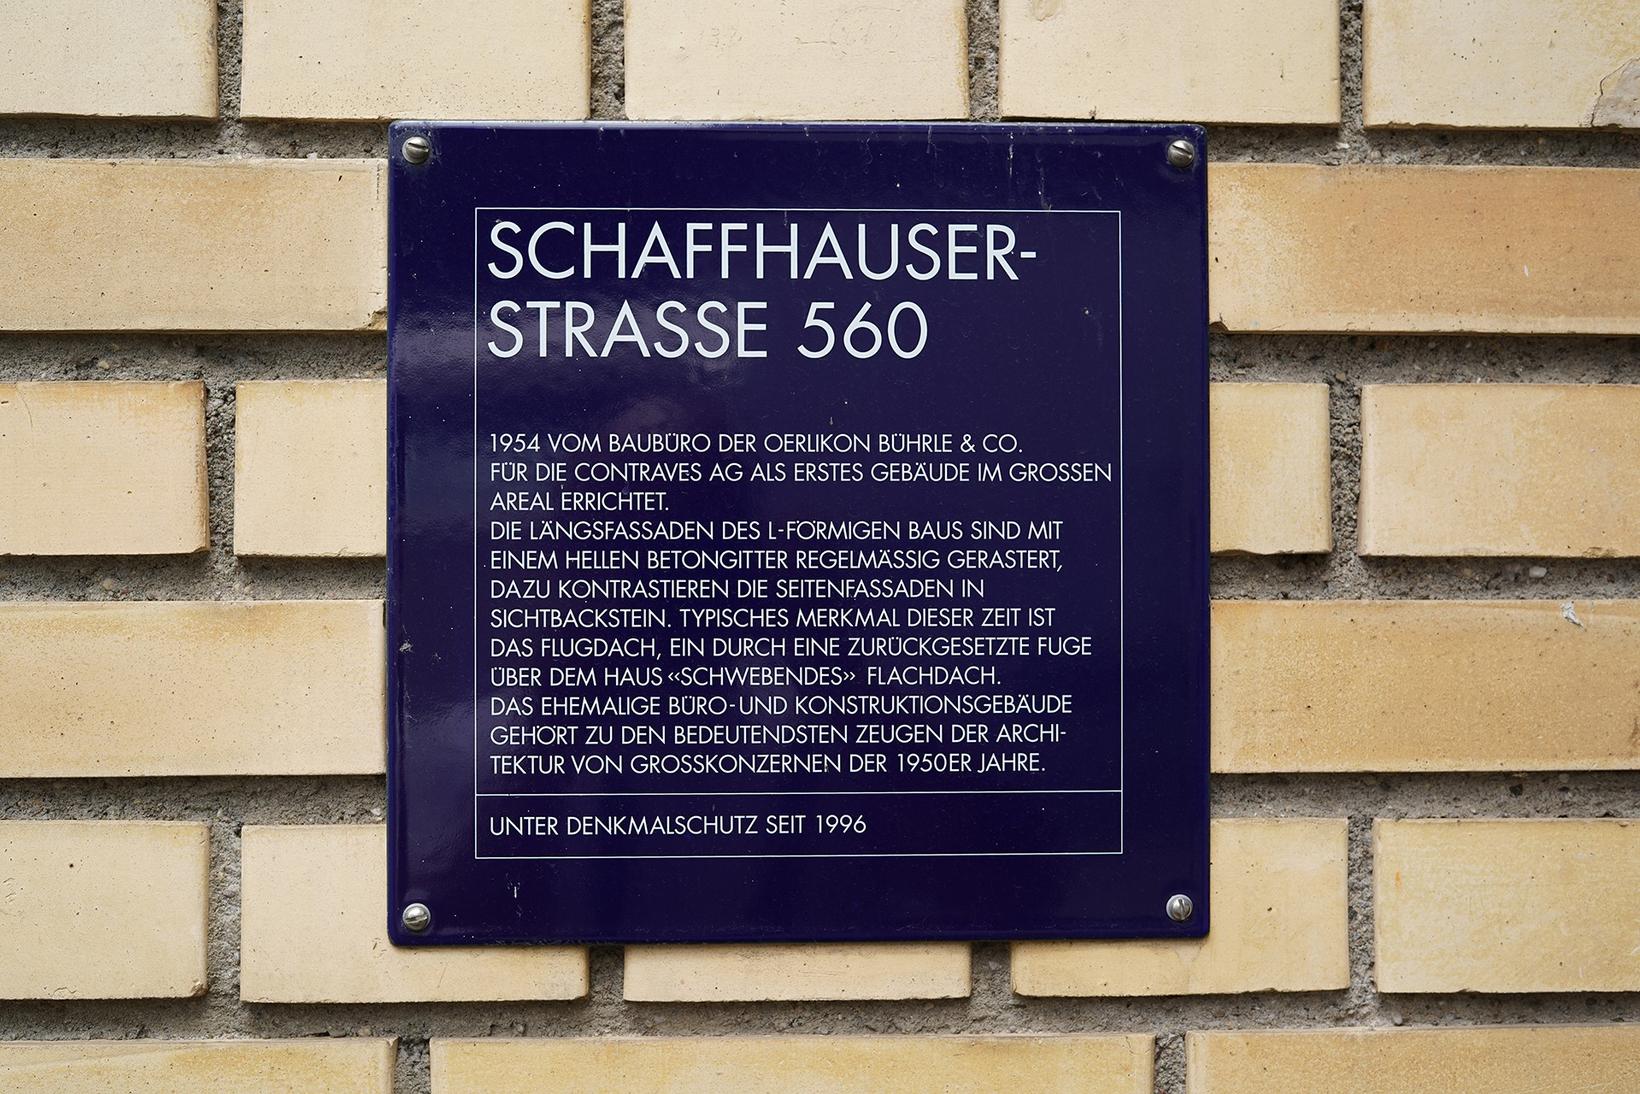 SCHAFFHAUSER-
STRASSE 560
1954 VOM BAUBÜRO DER OERLIKON BÜHRLE & CO.
FÜR DIE CONTRAVES AG ALS ERSTES GEBÄUDE IM GROSSEN
AREAL ERRICHTET.
DIE LÄNGSFASSADEN DES L-FÖRMIGEN BAUS SIND MIT
EINEM HELLEN BETONGITTER REGELMÄSSIG GERASTERT,
DAZU KONTRASTIEREN DIE SEITENFASSADEN IN
SICHTBACKSTEIN. TYPISCHES MERKMAL DIESER ZEIT IST
DAS FLUGDACH, EIN DURCH EINE ZURÜCKGESETZTE FUGE
ÜBER DEM HAUS «SCHWEBENDES» FLACHDACH.
DAS EHEMALIGE BÜRO-UND KONSTRUKTIONSGEBÄUDE
GEHÖRT ZU DEN BEDEUTENDSTEN ZEUGEN DER ARCHI-
TEKTUR VON GROSSKONZERNEN DER 1950ER JAHRE.
UNTER DENKMALSCHUTZ SEIT 1996